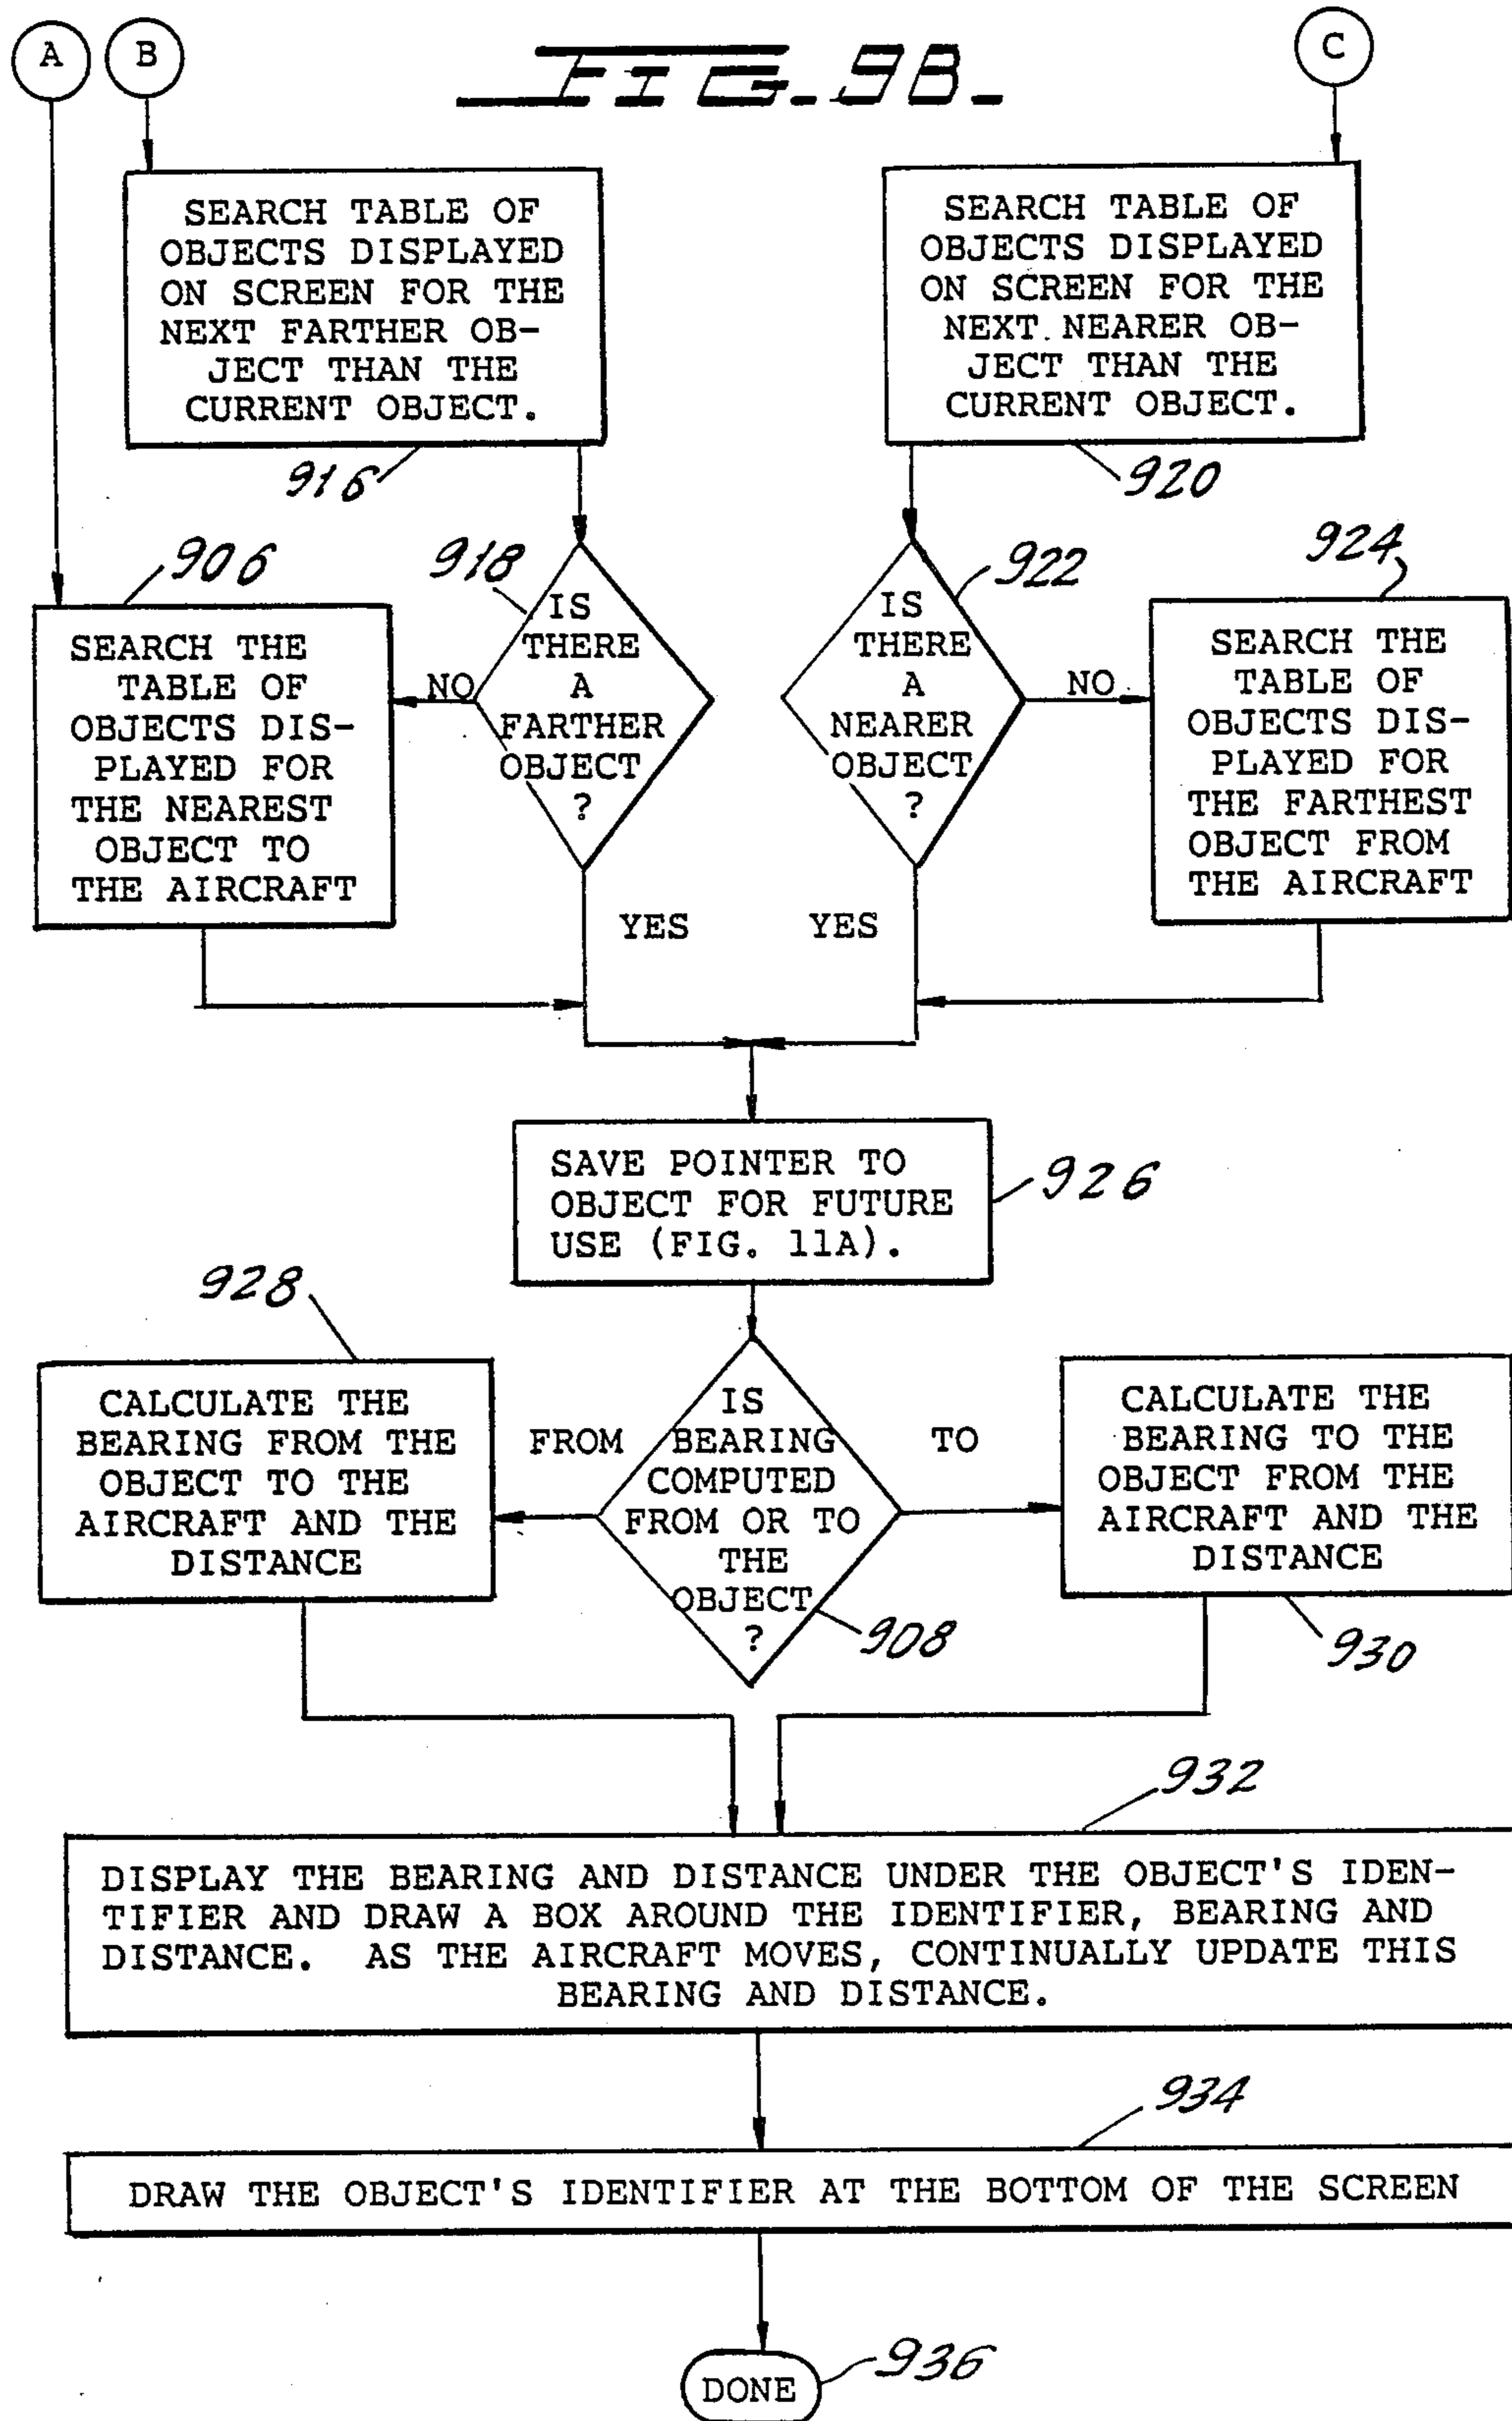 A B C
FIG. 9B.
SEARCH TABLE OF
OBJECTS DISPLAYED
ON SCREEN FOR THE
NEXT FARTHER OB-
JECT THAN THE
CURRENT OBJECT.
916
SEARCH TABLE OF
OBJECTS DISPLAYED
ON SCREEN FOR THE
NEXT NEARER OB-
JECT THAN THE
CURRENT OBJECT.
920
906
SEARCH THE
TABLE OF
OBJECTS DIS-
PLAYED FOR
THE NEAREST
OBJECT TO
THE AIRCRAFT
NO
918
IS
THERE
A
FARTHER
OBJECT
?
YES
922
IS
THERE
A
NEARER
OBJECT
?
YES
NO
924
SEARCH THE
TABLE OF
OBJECTS DIS-
PLAYED FOR
THE FARTHEST
OBJECT FROM
THE AIRCRAFT
SAVE POINTER TO
OBJECT FOR FUTURE
USE (FIG. 11A).
926
928
CALCULATE THE
BEARING FROM THE
OBJECT TO THE
AIRCRAFT AND THE
DISTANCE
FROM
IS
BEARING
COMPUTED
FROM OR TO
THE
OBJECT
?
908
TO
CALCULATE THE
BEARING TO THE
OBJECT FROM THE
AIRCRAFT AND THE
DISTANCE
930
932
DISPLAY THE BEARING AND DISTANCE UNDER THE OBJECT'S IDEN-
TIFIER AND DRAW A BOX AROUND THE IDENTIFIER, BEARING AND
DISTANCE. AS THE AIRCRAFT MOVES, CONTINUALLY UPDATE THIS
BEARING AND DISTANCE.
934
DRAW THE OBJECT'S IDENTIFIER AT THE BOTTOM OF THE SCREEN
DONE
936